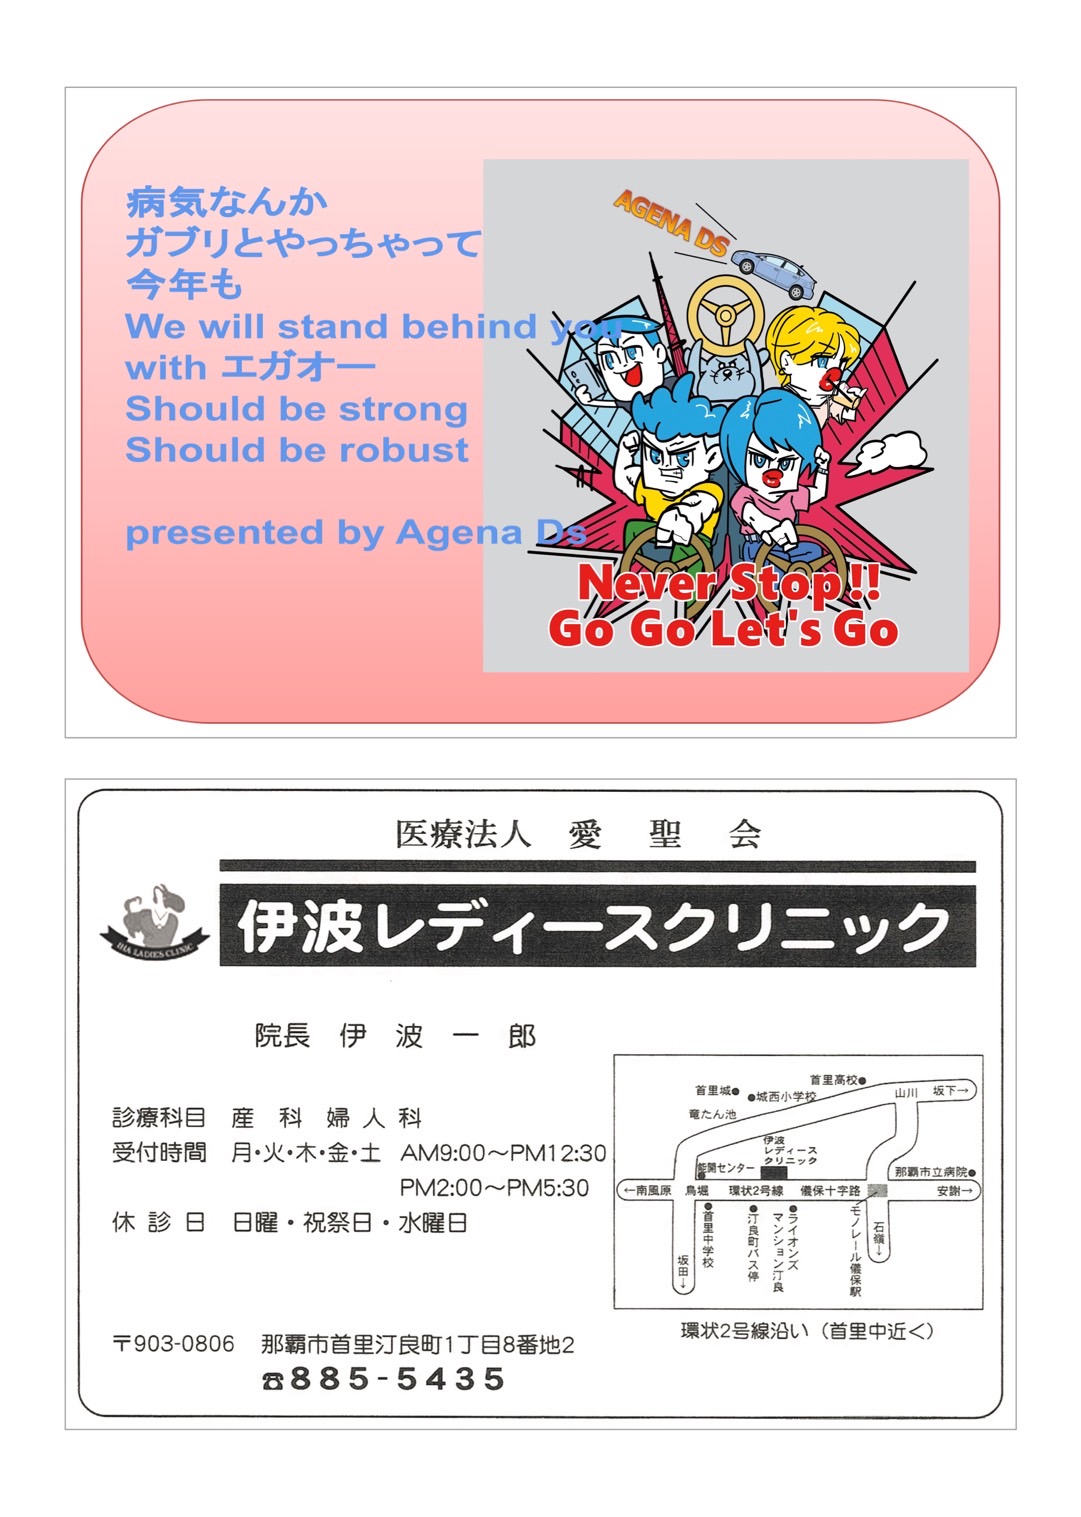 病気なんか
ガブリとやっちゃって
今年も
We will stand behind you
with エガオー
Should be strong
Should be robust
presented by Agena Ds
AGENA DS
Never Stop!!
Go Go Let's Go
医療法人 愛 聖 会
IHA LADIES CLINIC
伊波レディースクリニック
院長 伊 波 一 郎
診療科目 産 科 婦 人 科
受付時間 月・火・木・金・土 AM9:00〜PM12:30
PM2:00〜PM5:30
休 診 日 日曜・祝祭日・水曜日
首里高校●
首里城●
●城西小学校
山川 坂下→
竜たん池
伊波
レディース
クリニック
能開センター
那覇市立病院●
←南風原 鳥堀 環状2号線 儀保十字路 安謝→
首里中学校
汀良町バス停
ライオンズ
マンション汀良
モノレール儀保駅
石嶺→
坂田→
環状2号線沿い（首里中近く）
〒903-0806 那覇市首里汀良町1丁目8番地2
☎885-5435